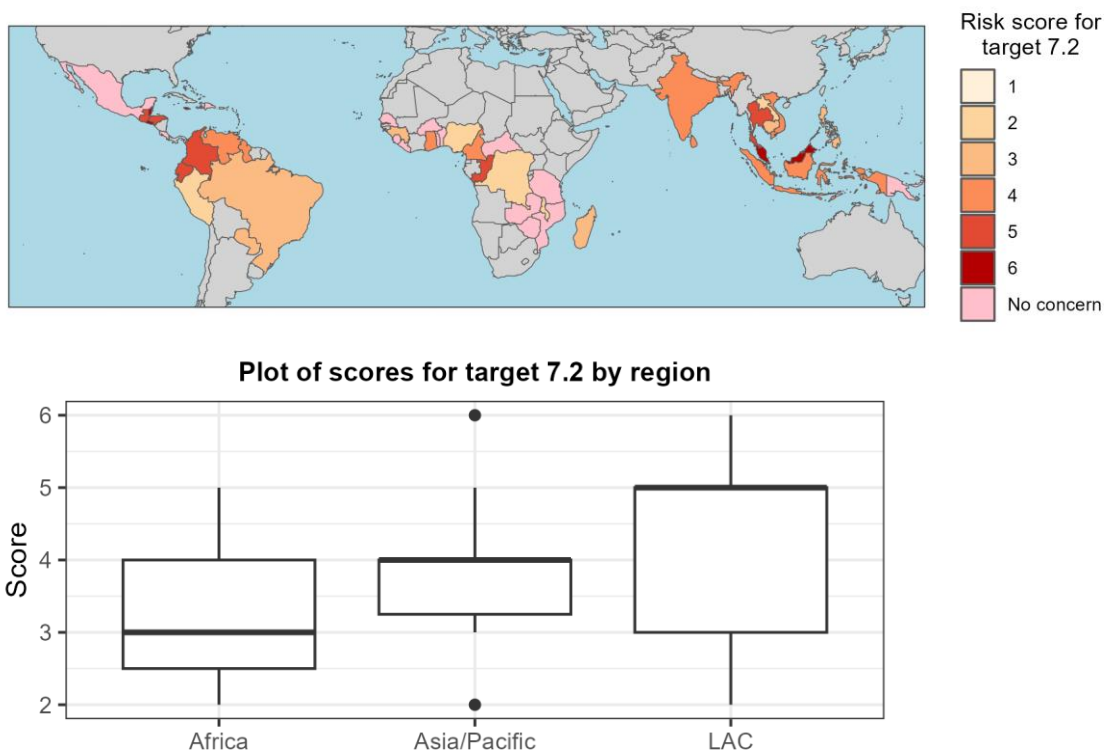 Risk score for
target 7.2
1
2
3
4
5
6
No concern
Plot of scores for target 7.2 by region
Score
6
5
4
3
2
Africa Asia/Pacific LAC